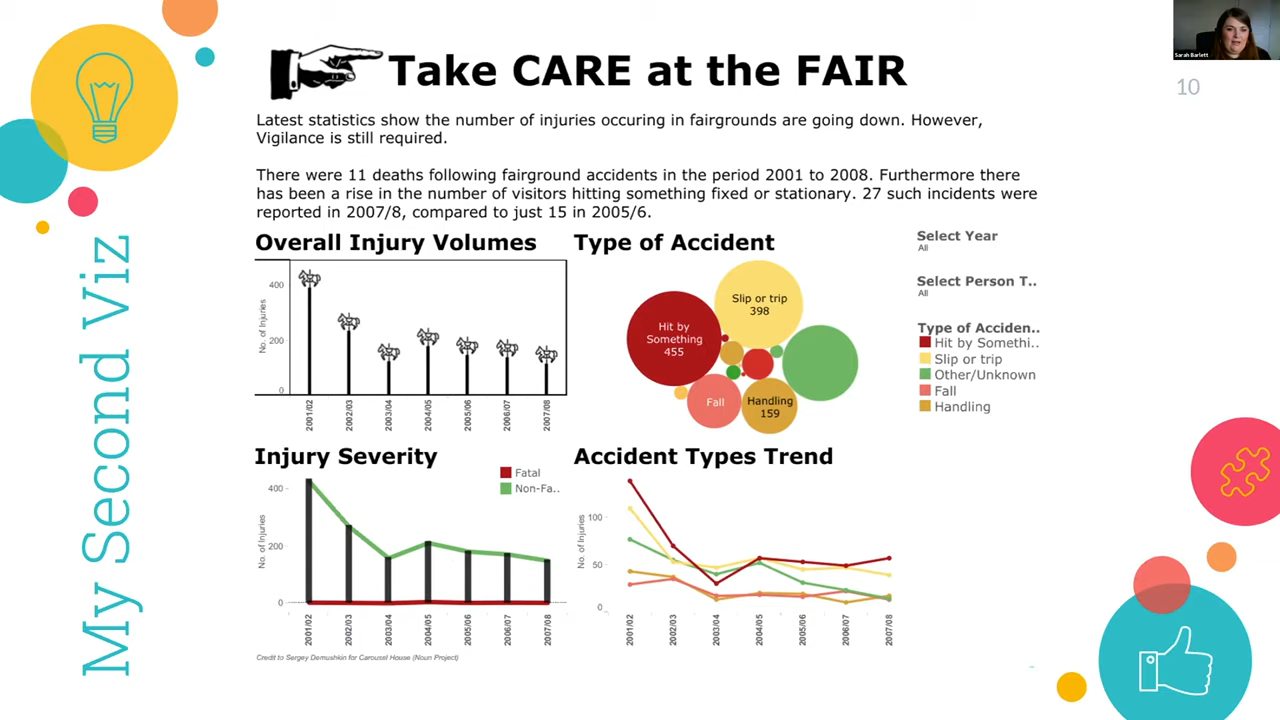 Sarah Barlett
10
My Second Viz
Take CARE at the FAIR
Latest statistics show the number of injuries occuring in fairgrounds are going down. However,
Vigilance is still required.
There were 11 deaths following fairground accidents in the period 2001 to 2008. Furthermore there
has been a rise in the number of visitors hitting something fixed or stationary. 27 such incidents were
reported in 2007/8, compared to just 15 in 2005/6.
Overall Injury Volumes
No. of Injuries
400
200
0
2001/02
2002/03
2003/04
2004/05
2005/06
2006/07
2007/08
Type of Accident
Slip or trip
398
Hit by
Something
455
Fall
Handling
159
Select Year
All
Select Person T..
All
Type of Acciden..
Hit by Somethi..
Slip or trip
Other/Unknown
Fall
Handling
Injury Severity
Fatal
Non-Fa..
No. of Injuries
400
200
0
2001/02
2002/03
2003/04
2004/05
2005/06
2006/07
2007/08
Accident Types Trend
No. of Injuries
100
50
0
2001/02
2002/03
2003/04
2004/05
2005/06
2006/07
2007/08
Credit to Sergey Demushkin for Carousel House (Noun Project)